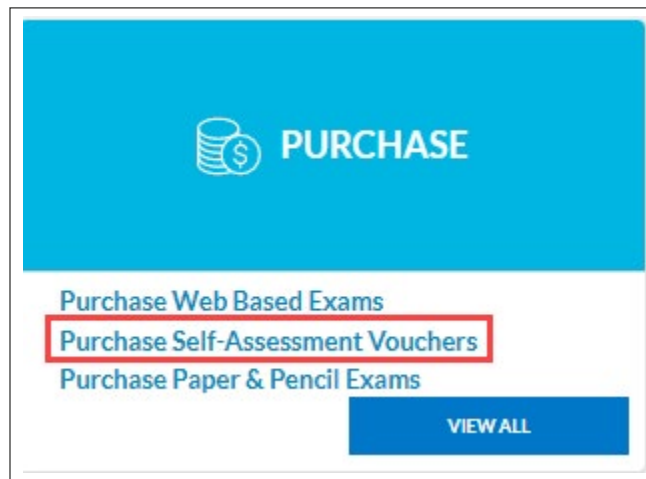 PURCHASE
Purchase Web Based Exams
Purchase Self-Assessment Vouchers
Purchase Paper & Pencil Exams
VIEW ALL